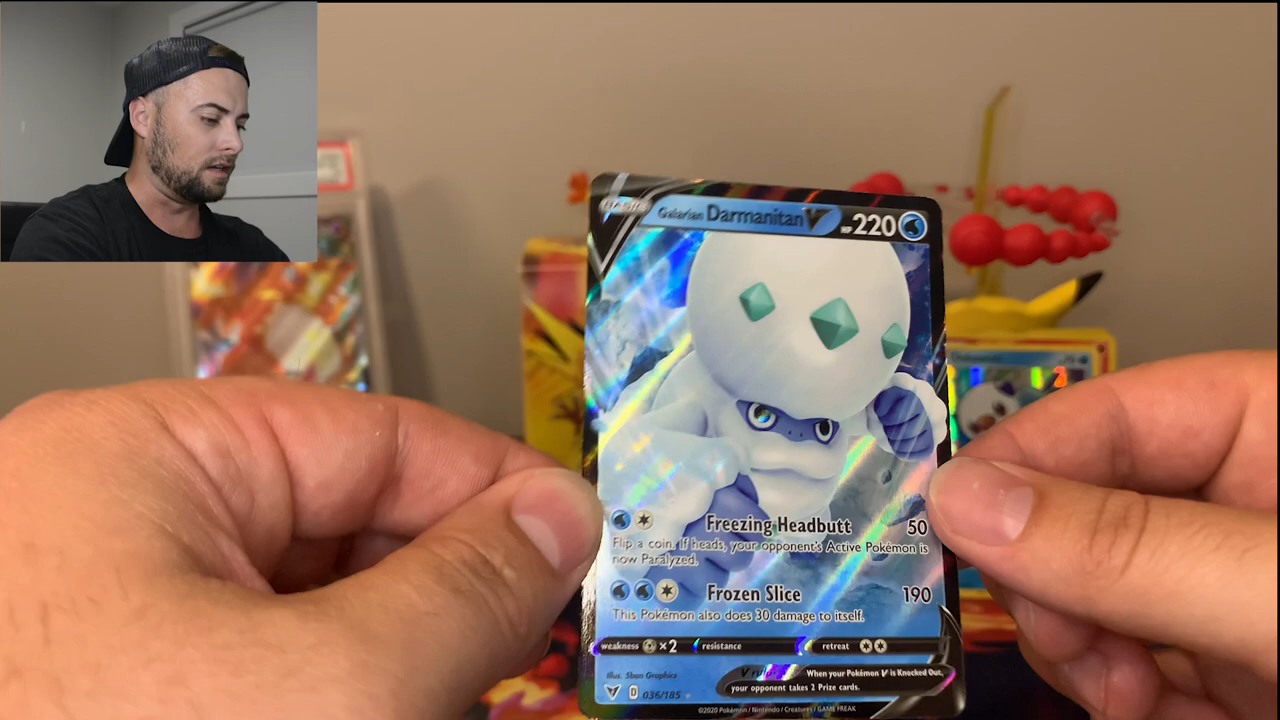 BASIC Galarian Darmanitan V HP 220
Freezing Headbutt 50
Flip a coin. If heads, your opponent's Active Pokémon is
now Paralyzed.
Frozen Slice 190
This Pokémon also does 30 damage to itself.
weakness ×2 resistance retreat
V rule When your Pokémon V is Knocked Out,
your opponent takes 2 Prize cards.
Illus. 5ban Graphics
D 036/185
©2020 Pokémon / Nintendo / Creatures / GAME FREAK